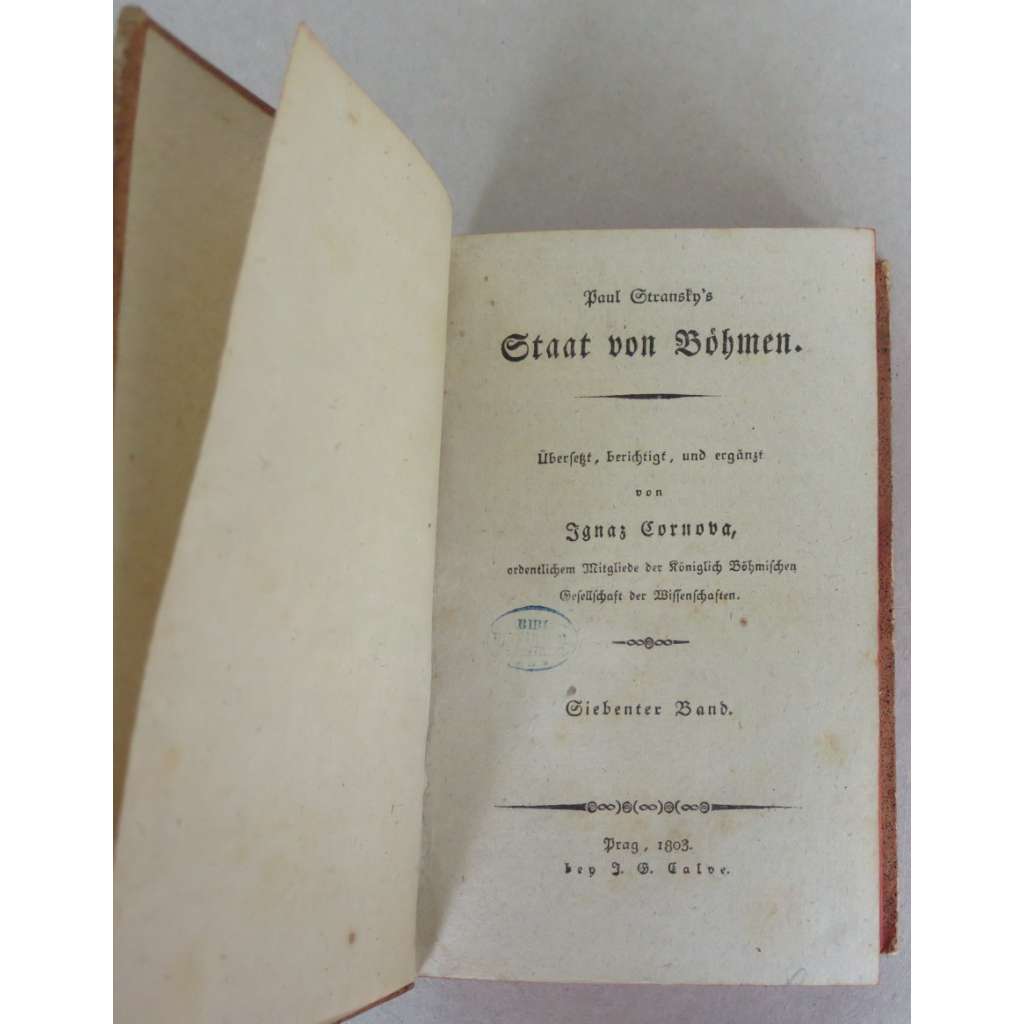 Paul Stransky's
Staat von Böhmen.
Übersetzt, berichtigt, und ergänzt
von
Ignaz Cornova,
ordentlichem Mitgliede der Königlich Böhmischen
Gesellschaft der Wissenschaften.
Siebenter Band.
Prag, 1803.
bey J. G. Calve.